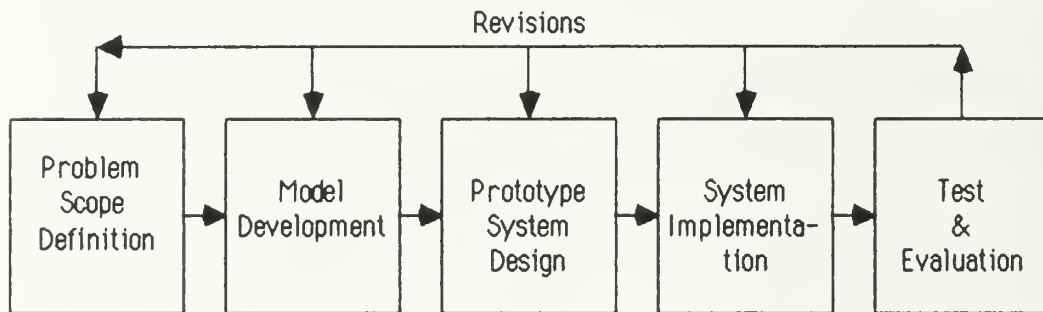 Revisions
Problem
Scope
Definition
Model
Development
Prototype
System
Design
System
Implementa-
tion
Test
&
Evaluation